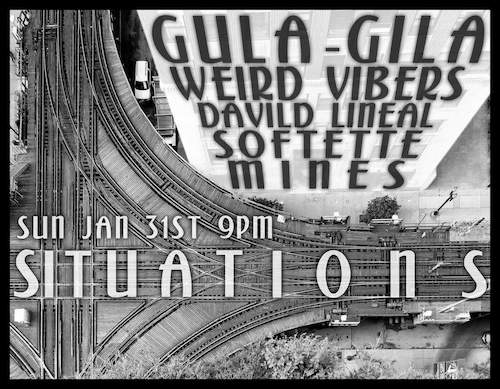 GULA-GILA
WEIRD VIBERS
DAVILD LINEAL
SOFTETTE
MINES
SUN JAN 31ST 9PM
SITUATIONS